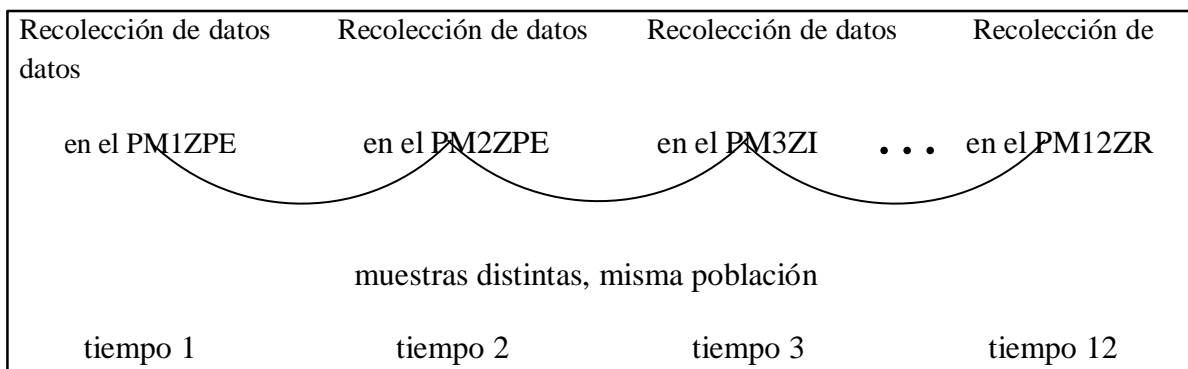 Recolección de datos Recolección de datos Recolección de datos Recolección de
datos
en el PM1ZPE en el PM2ZPE en el PM3ZI . . . en el PM12ZR
muestras distintas, misma población
tiempo 1 tiempo 2 tiempo 3 tiempo 12